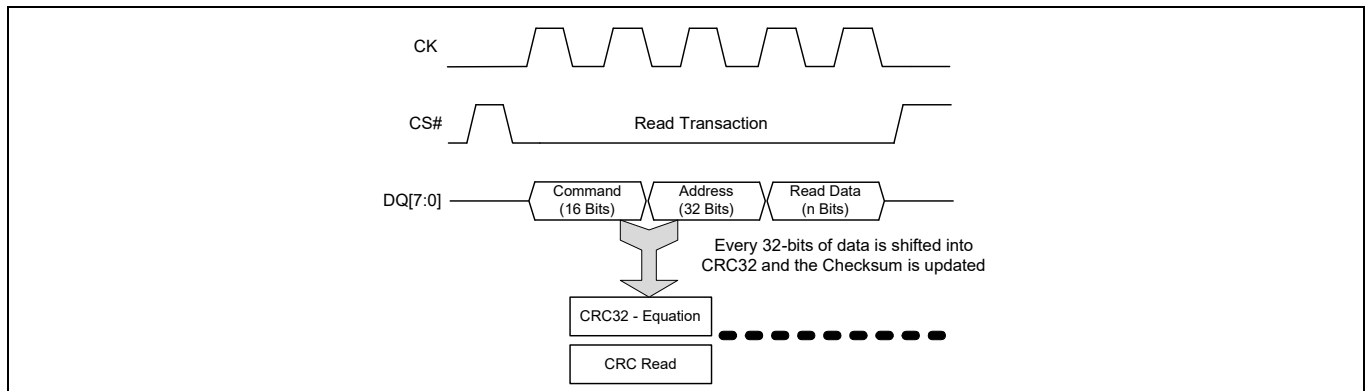 CK
CS#
Read Transaction
DQ[7:0]
Command
(16 Bits)
Address
(32 Bits)
Read Data
(n Bits)
Every 32-bits of data is shifted into
CRC32 and the Checksum is updated
CRC32 - Equation
CRC Read